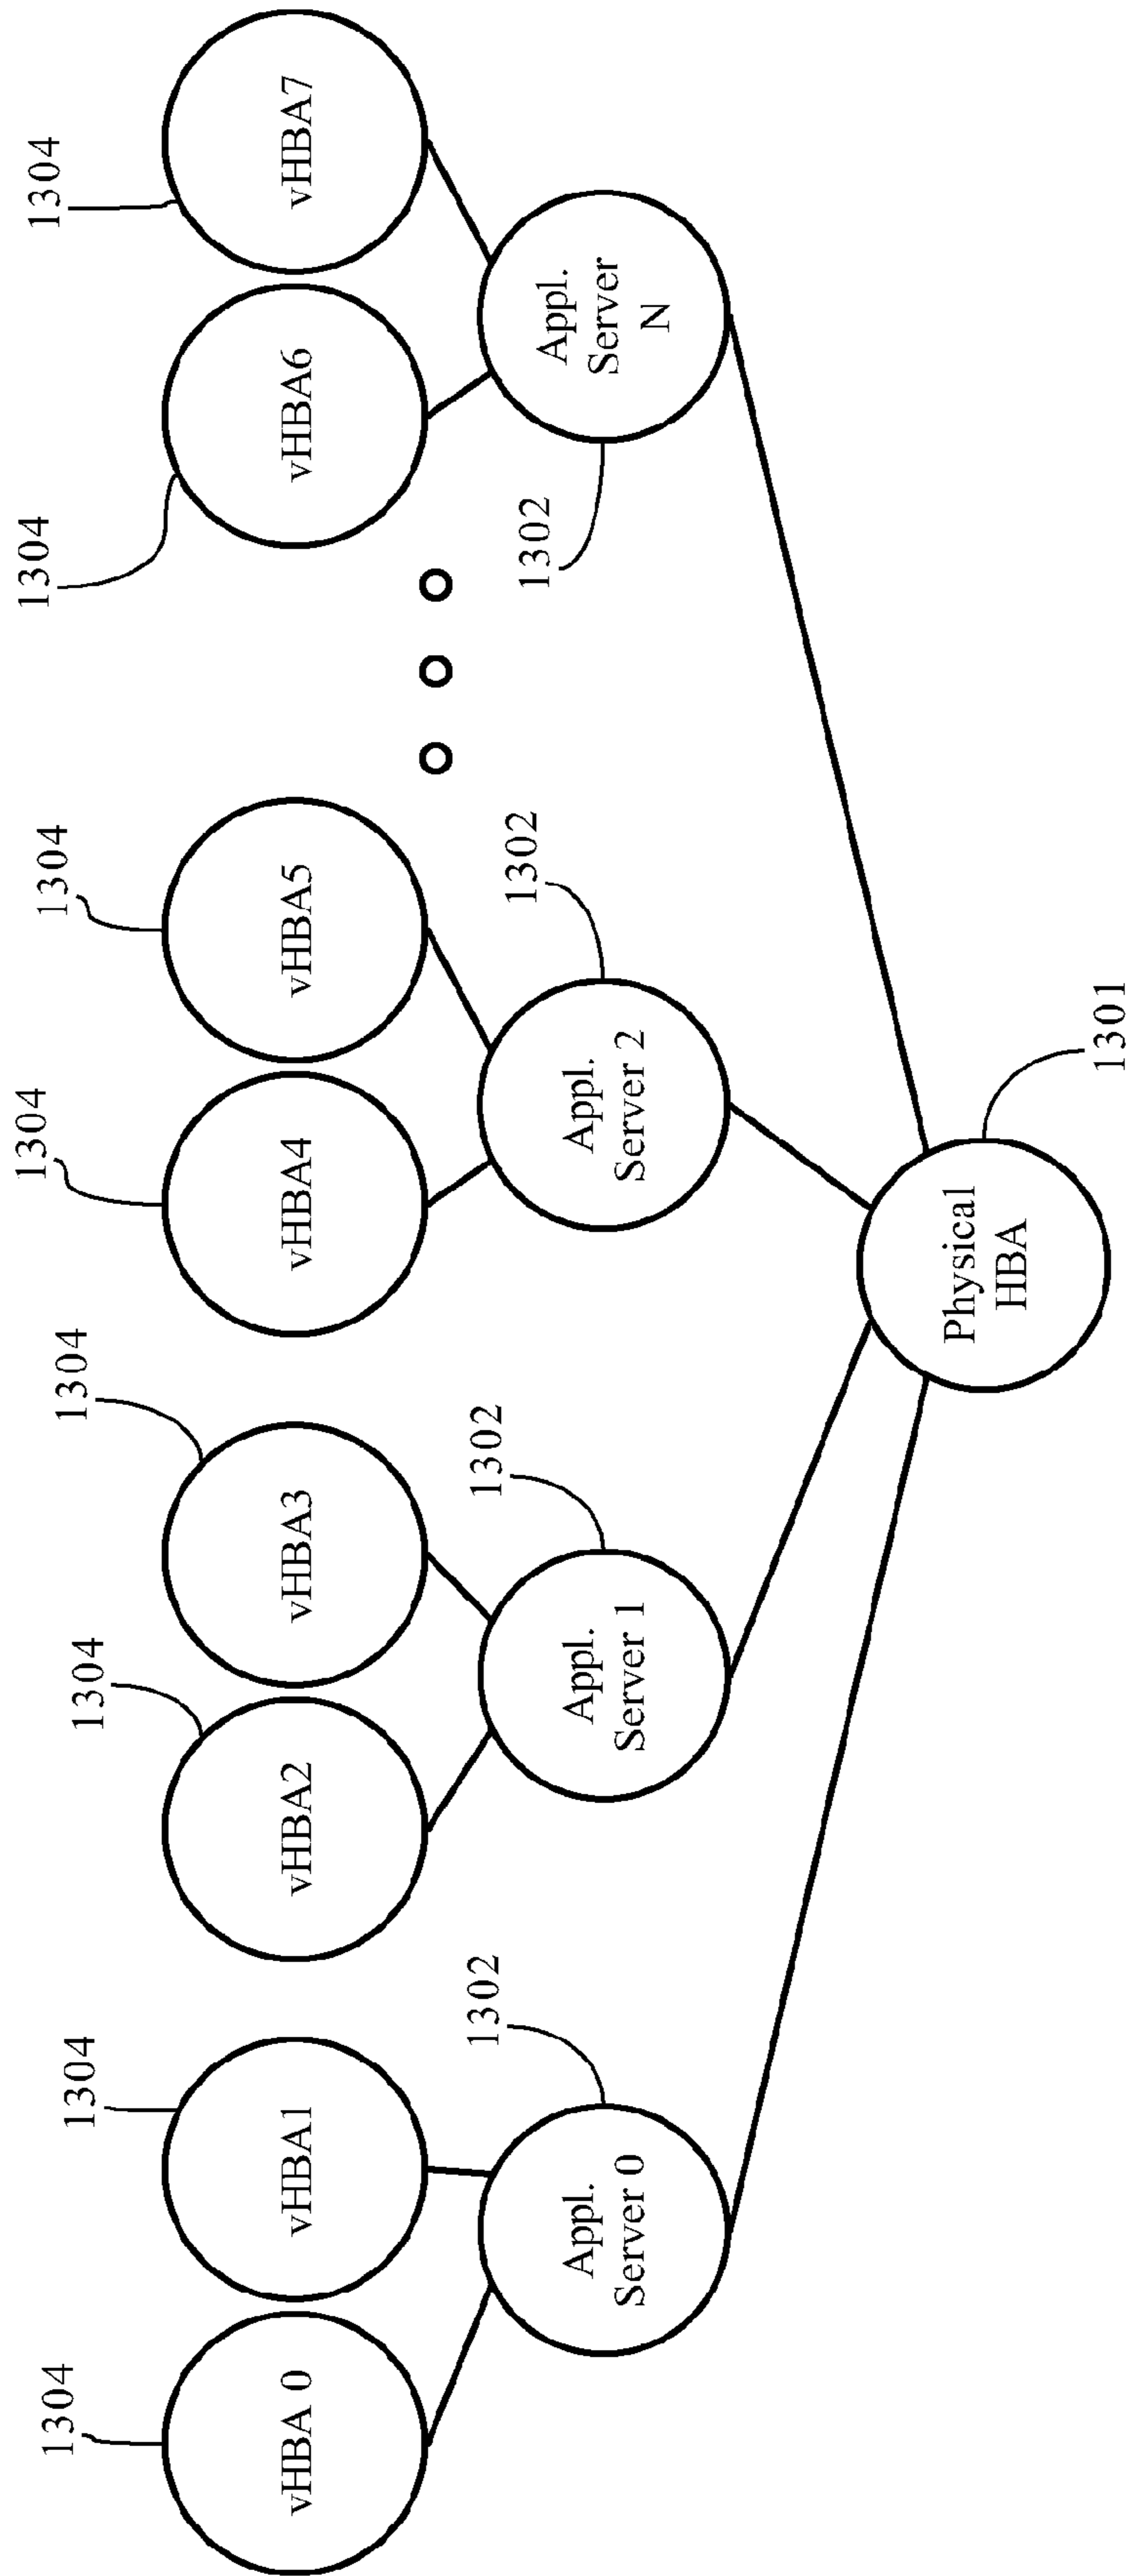 1304
1304
1304
1304
1304
1304
1304
1304
vHBA 0
vHBA1
vHBA2
vHBA3
vHBA4
vHBA5
vHBA6
vHBA7
1302
1302
1302
1302
Appl.
Server 0
Appl.
Server 1
Appl.
Server 2
Appl.
Server
N
Physical
HBA
1301